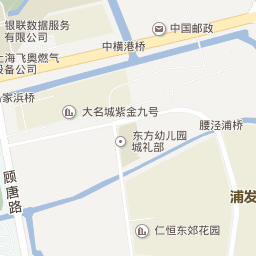 银联数据服务
有限公司
中国邮政
中横港桥
上海飞奥燃气
设备公司
家浜桥
大名城紫金九号
腰泾浦桥
东方幼儿园
城礼部
顾唐路
浦发
仁恒东郊花园